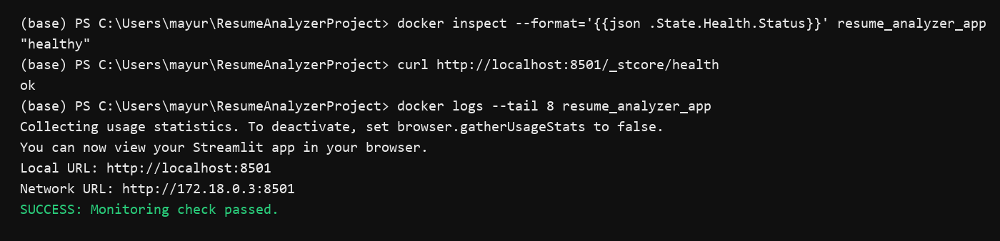 (base) PS C:\Users\mayur\ResumeAnalyzerProject> docker inspect --format='{{json .State.Health.Status}}' resume_analyzer_app
"healthy"
(base) PS C:\Users\mayur\ResumeAnalyzerProject> curl http://localhost:8501/_stcore/health
ok
(base) PS C:\Users\mayur\ResumeAnalyzerProject> docker logs --tail 8 resume_analyzer_app
Collecting usage statistics. To deactivate, set browser.gatherUsageStats to false.
You can now view your Streamlit app in your browser.
Local URL: http://localhost:8501
Network URL: http://172.18.0.3:8501
SUCCESS: Monitoring check passed.